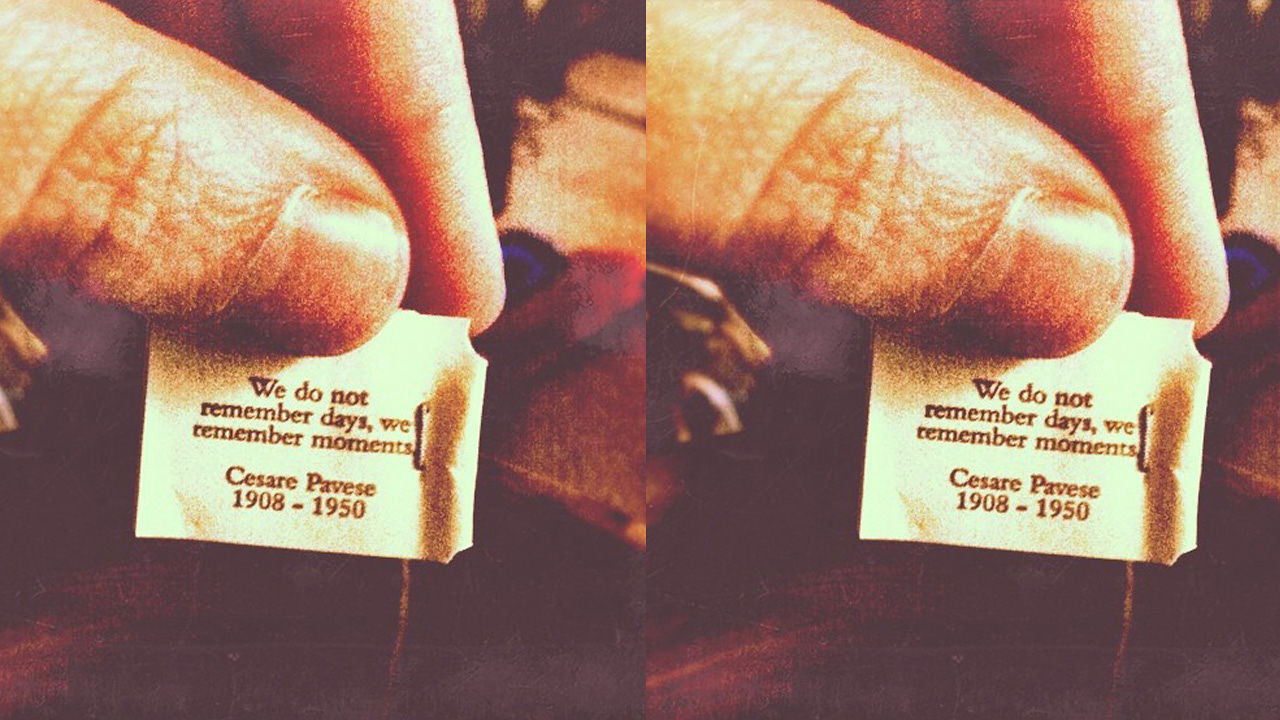 We do not
remember days, we
remember moments
Cesare Pavese
1908 - 1950
We do not
remember days, we
remember moments
Cesare Pavese
1908 - 1950